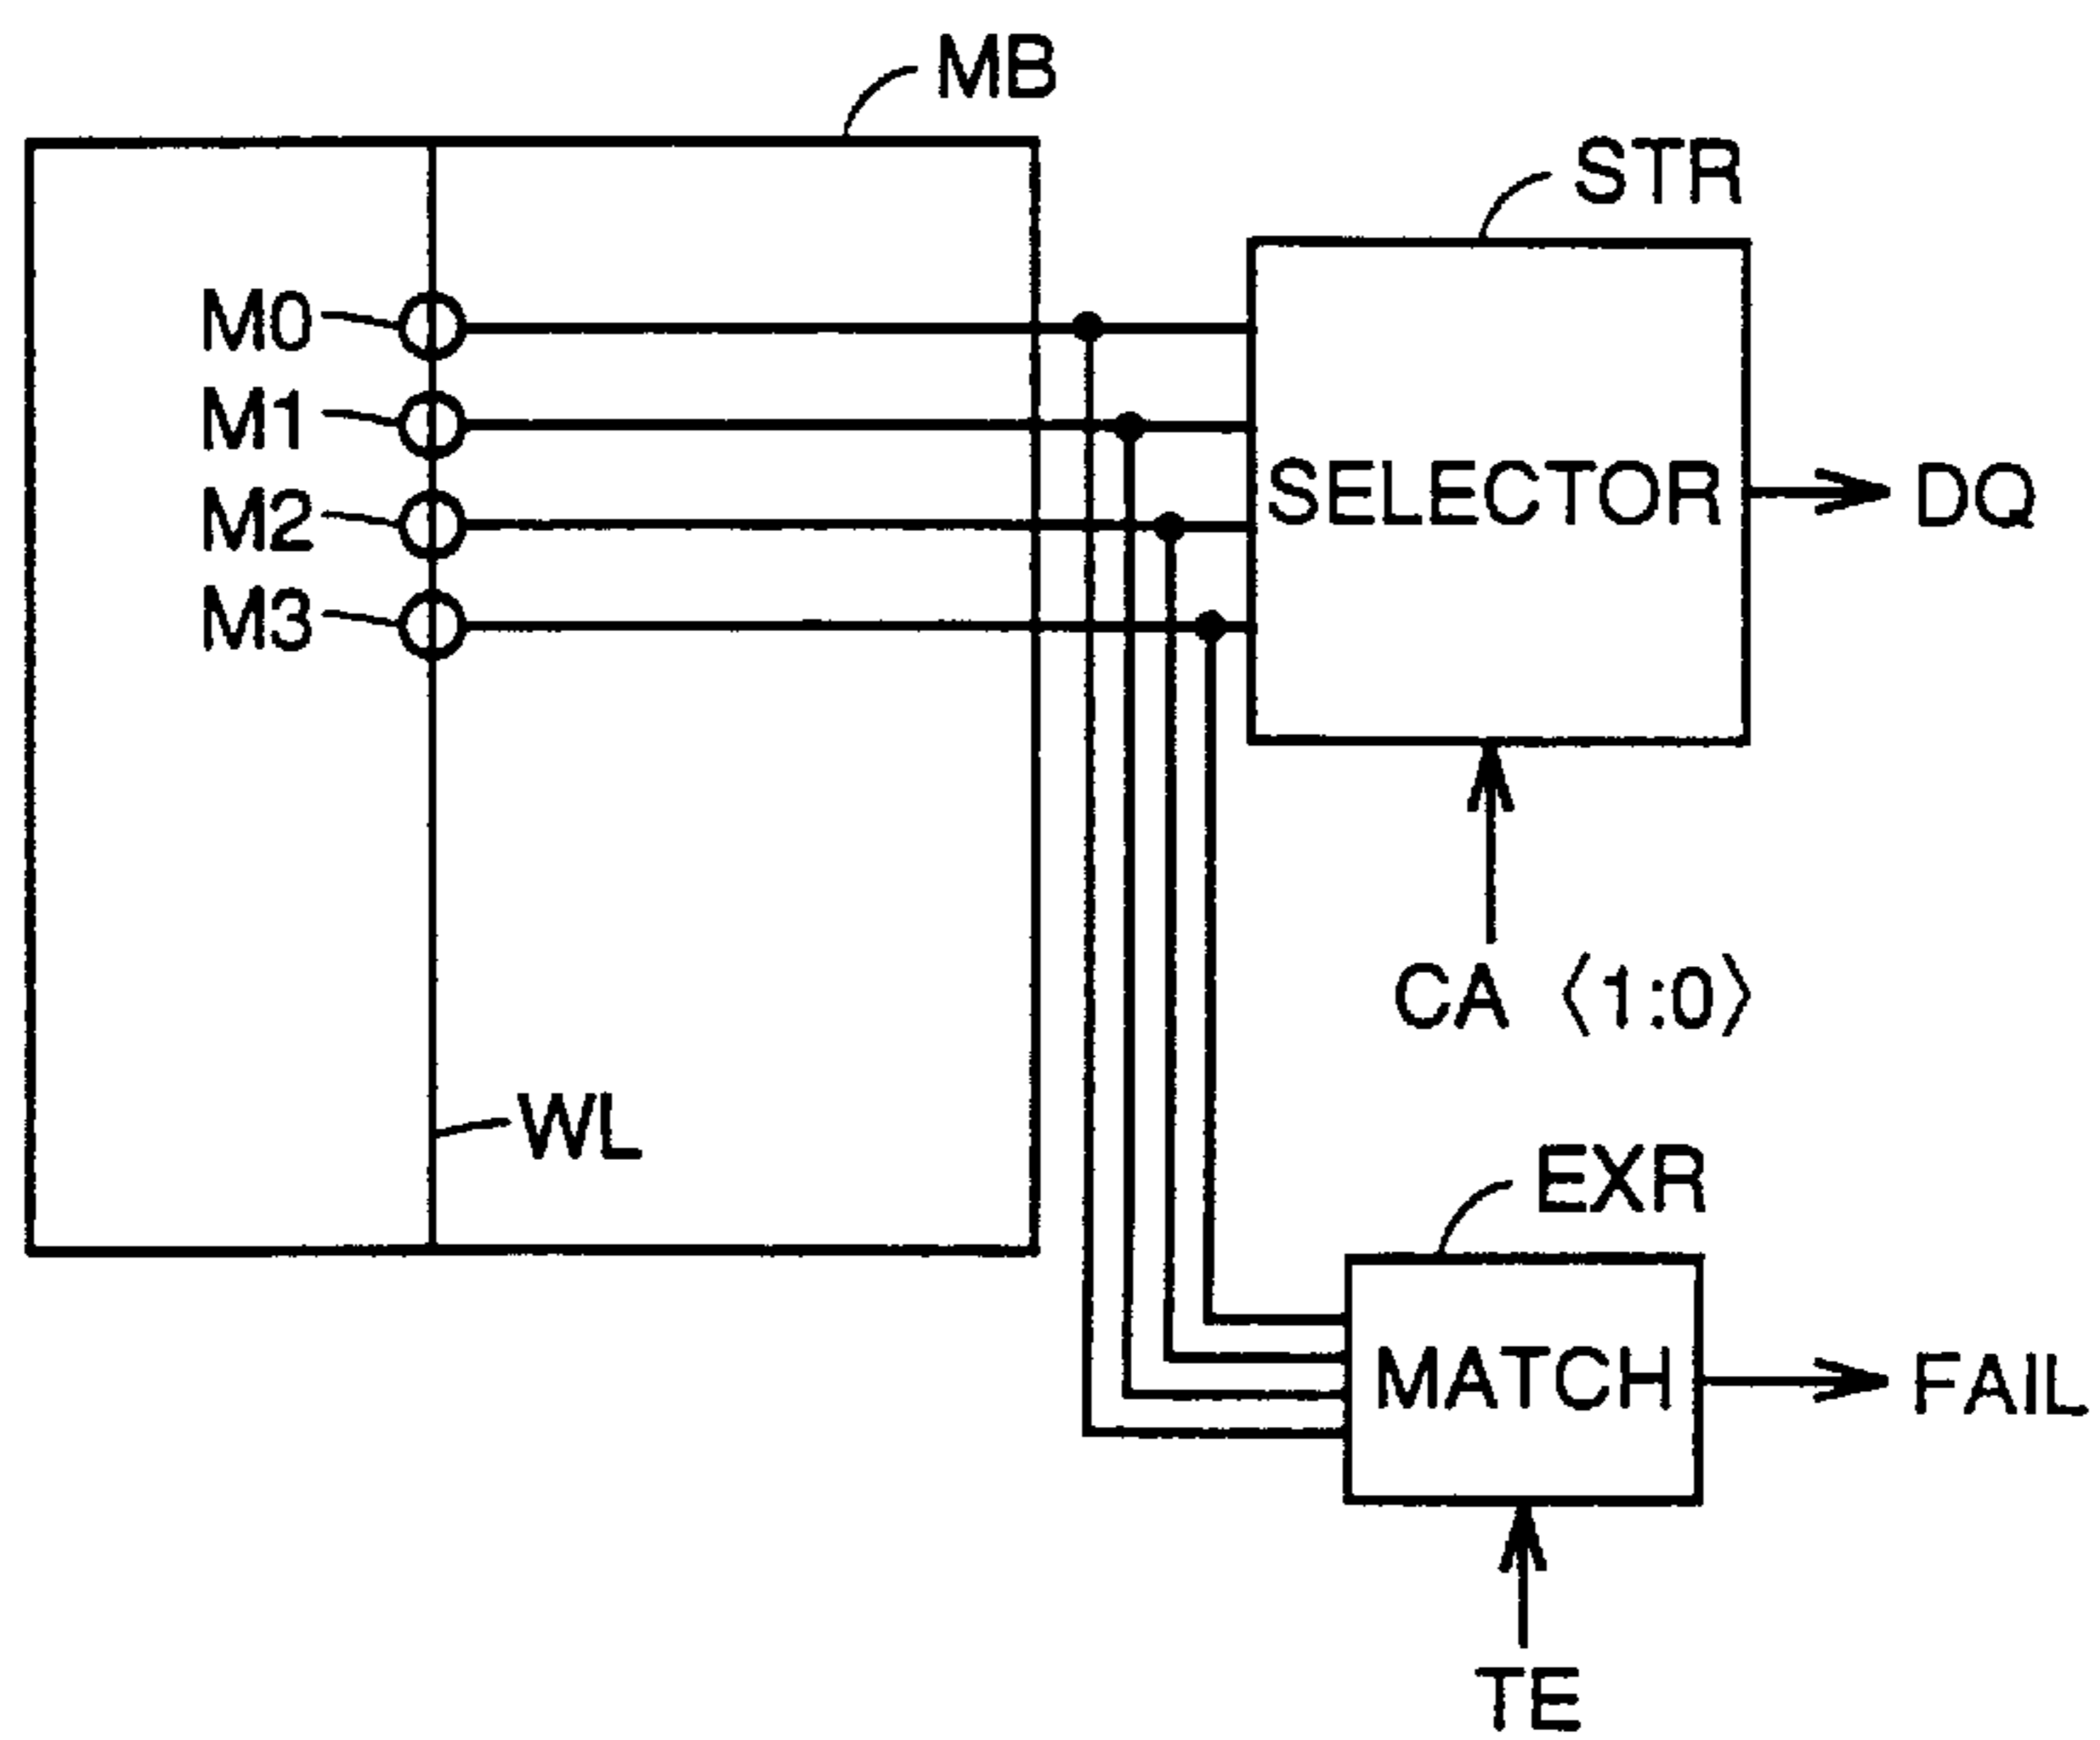 MB
STR
M0
M1
M2
M3
SELECTOR
DQ
CA 〈1:0〉
WL
EXR
MATCH
FAIL
TE